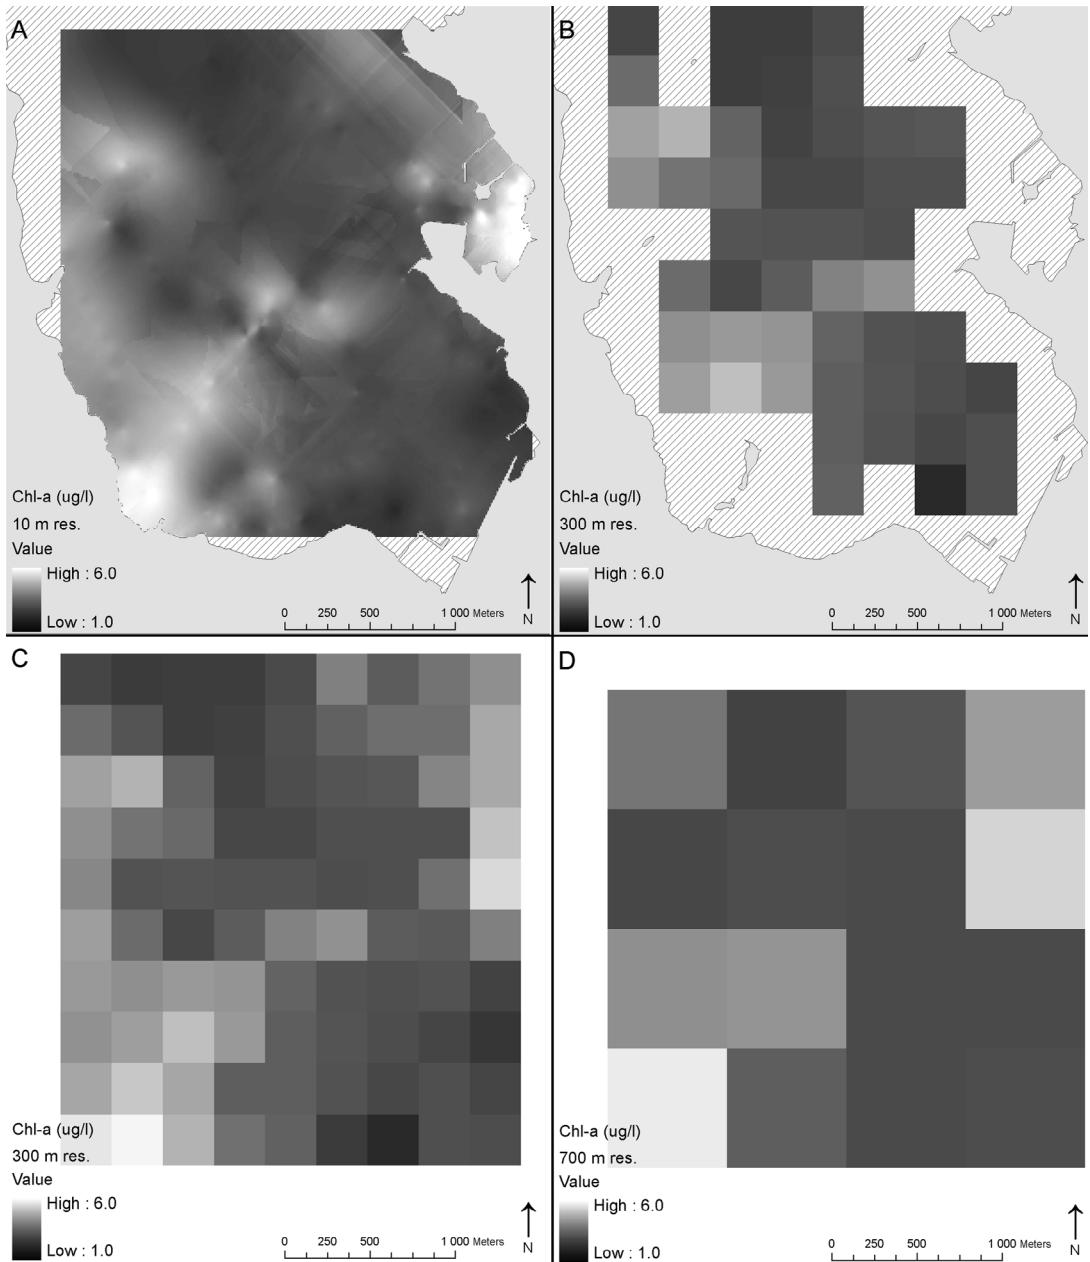 A
Chl-a (ug/l)
10 m res.
Value
High : 6.0
Low : 1.0
0 250 500 1 000 Meters
N
B
Chl-a (ug/l)
300 m res.
Value
High : 6.0
Low : 1.0
0 250 500 1 000 Meters
N
C
Chl-a (ug/l)
300 m res.
Value
High : 6.0
Low : 1.0
0 250 500 1 000 Meters
N
D
Chl-a (ug/l)
700 m res.
Value
High : 6.0
Low : 1.0
0 250 500 1 000 Meters
N